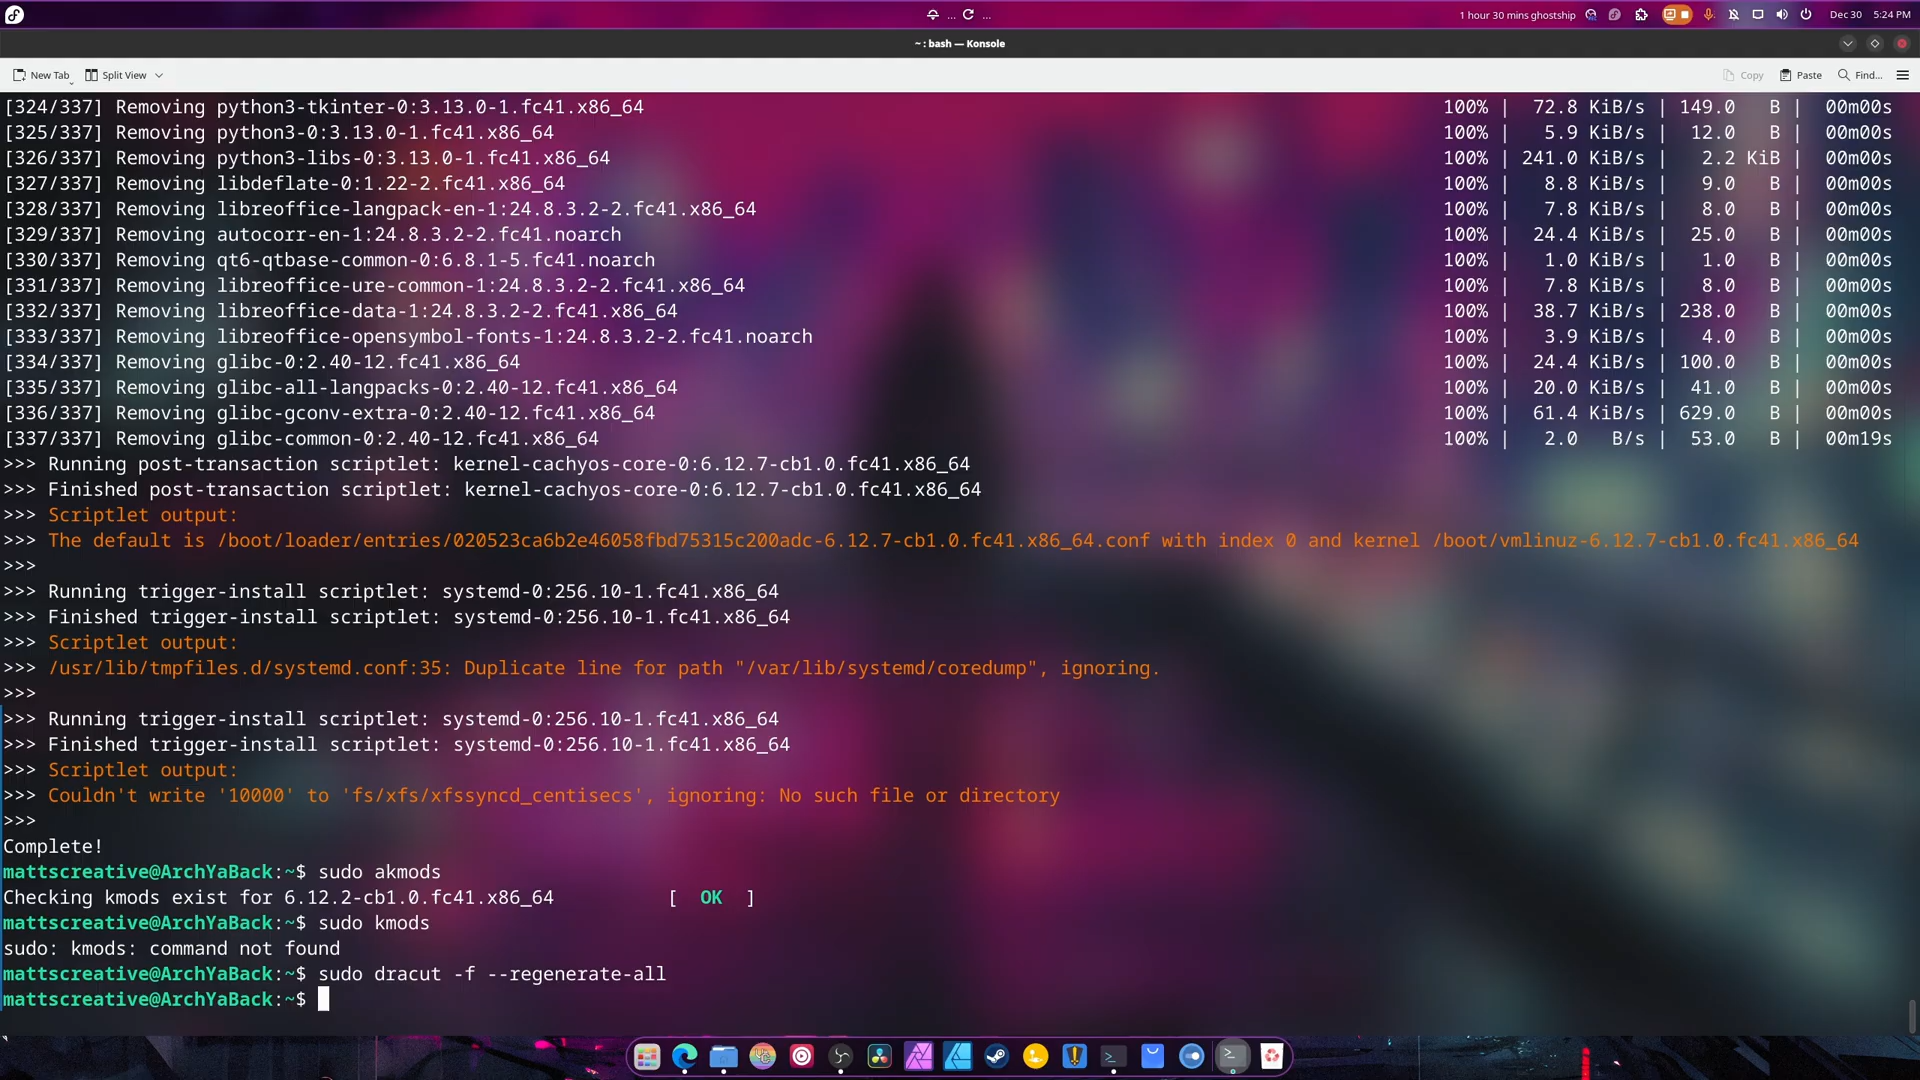 ... ...
1 hour 30 mins ghostship
Dec 30 5:24 PM
~ : bash — Konsole
New Tab Split View Copy Paste Find...
[324/337] Removing python3-tkinter-0:3.13.0-1.fc41.x86_64 100% | 72.8 KiB/s | 149.0 B | 00m00s
[325/337] Removing python3-0:3.13.0-1.fc41.x86_64 100% | 5.9 KiB/s | 12.0 B | 00m00s
[326/337] Removing python3-libs-0:3.13.0-1.fc41.x86_64 100% | 241.0 KiB/s | 2.2 KiB | 00m00s
[327/337] Removing libdeflate-0:1.22-2.fc41.x86_64 100% | 8.8 KiB/s | 9.0 B | 00m00s
[328/337] Removing libreoffice-langpack-en-1:24.8.3.2-2.fc41.x86_64 100% | 7.8 KiB/s | 8.0 B | 00m00s
[329/337] Removing autocorr-en-1:24.8.3.2-2.fc41.noarch 100% | 24.4 KiB/s | 25.0 B | 00m00s
[330/337] Removing qt6-qtbase-common-0:6.8.1-5.fc41.noarch 100% | 1.0 KiB/s | 1.0 B | 00m00s
[331/337] Removing libreoffice-ure-common-1:24.8.3.2-2.fc41.x86_64 100% | 7.8 KiB/s | 8.0 B | 00m00s
[332/337] Removing libreoffice-data-1:24.8.3.2-2.fc41.x86_64 100% | 38.7 KiB/s | 238.0 B | 00m00s
[333/337] Removing libreoffice-opensymbol-fonts-1:24.8.3.2-2.fc41.noarch 100% | 3.9 KiB/s | 4.0 B | 00m00s
[334/337] Removing glibc-0:2.40-12.fc41.x86_64 100% | 24.4 KiB/s | 100.0 B | 00m00s
[335/337] Removing glibc-all-langpacks-0:2.40-12.fc41.x86_64 100% | 20.0 KiB/s | 41.0 B | 00m00s
[336/337] Removing glibc-gconv-extra-0:2.40-12.fc41.x86_64 100% | 61.4 KiB/s | 629.0 B | 00m00s
[337/337] Removing glibc-common-0:2.40-12.fc41.x86_64 100% | 2.0 B/s | 53.0 B | 00m19s
>>> Running post-transaction scriptlet: kernel-cachyos-core-0:6.12.7-cb1.0.fc41.x86_64
>>> Finished post-transaction scriptlet: kernel-cachyos-core-0:6.12.7-cb1.0.fc41.x86_64
>>> Scriptlet output:
>>> The default is /boot/loader/entries/020523ca6b2e46058fbd75315c200adc-6.12.7-cb1.0.fc41.x86_64.conf with index 0 and kernel /boot/vmlinuz-6.12.7-cb1.0.fc41.x86_64
>>>
>>> Running trigger-install scriptlet: systemd-0:256.10-1.fc41.x86_64
>>> Finished trigger-install scriptlet: systemd-0:256.10-1.fc41.x86_64
>>> Scriptlet output:
>>> /usr/lib/tmpfiles.d/systemd.conf:35: Duplicate line for path "/var/lib/systemd/coredump", ignoring.
>>>
>>> Running trigger-install scriptlet: systemd-0:256.10-1.fc41.x86_64
>>> Finished trigger-install scriptlet: systemd-0:256.10-1.fc41.x86_64
>>> Scriptlet output:
>>> Couldn't write '10000' to 'fs/xfs/xfssyncd_centisecs', ignoring: No such file or directory
>>>
Complete!
mattscreative@ArchYaBack:~$ sudo akmods
Checking kmods exist for 6.12.2-cb1.0.fc41.x86_64 [ OK ]
mattscreative@ArchYaBack:~$ sudo kmods
sudo: kmods: command not found
mattscreative@ArchYaBack:~$ sudo dracut -f --regenerate-all
mattscreative@ArchYaBack:~$